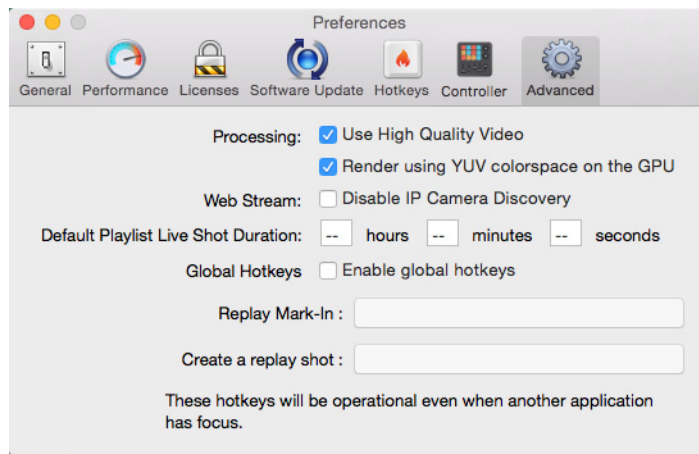 Preferences
General Performance Licenses Software Update Hotkeys Controller Advanced
Processing: Use High Quality Video
Render using YUV colorspace on the GPU
Web Stream: Disable IP Camera Discovery
Default Playlist Live Shot Duration: -- hours -- minutes -- seconds
Global Hotkeys Enable global hotkeys
Replay Mark-In :
Create a replay shot :
These hotkeys will be operational even when another application
has focus.